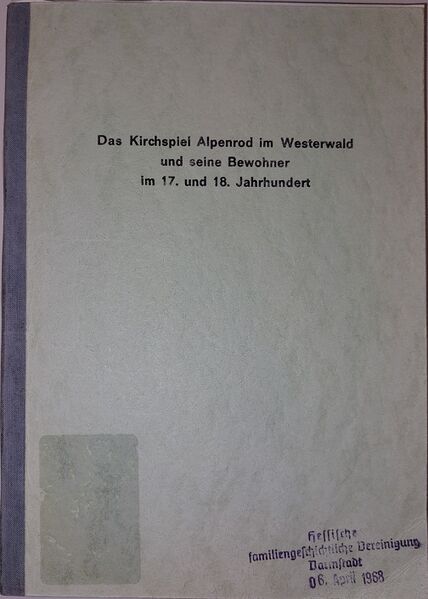 Das Kirchspiel Alpenrod im Westerwald
und seine Bewohner
im 17. und 18. Jahrhundert
Hessische
familiengeschichtliche Vereinigung
Darmstadt
06. April 1968